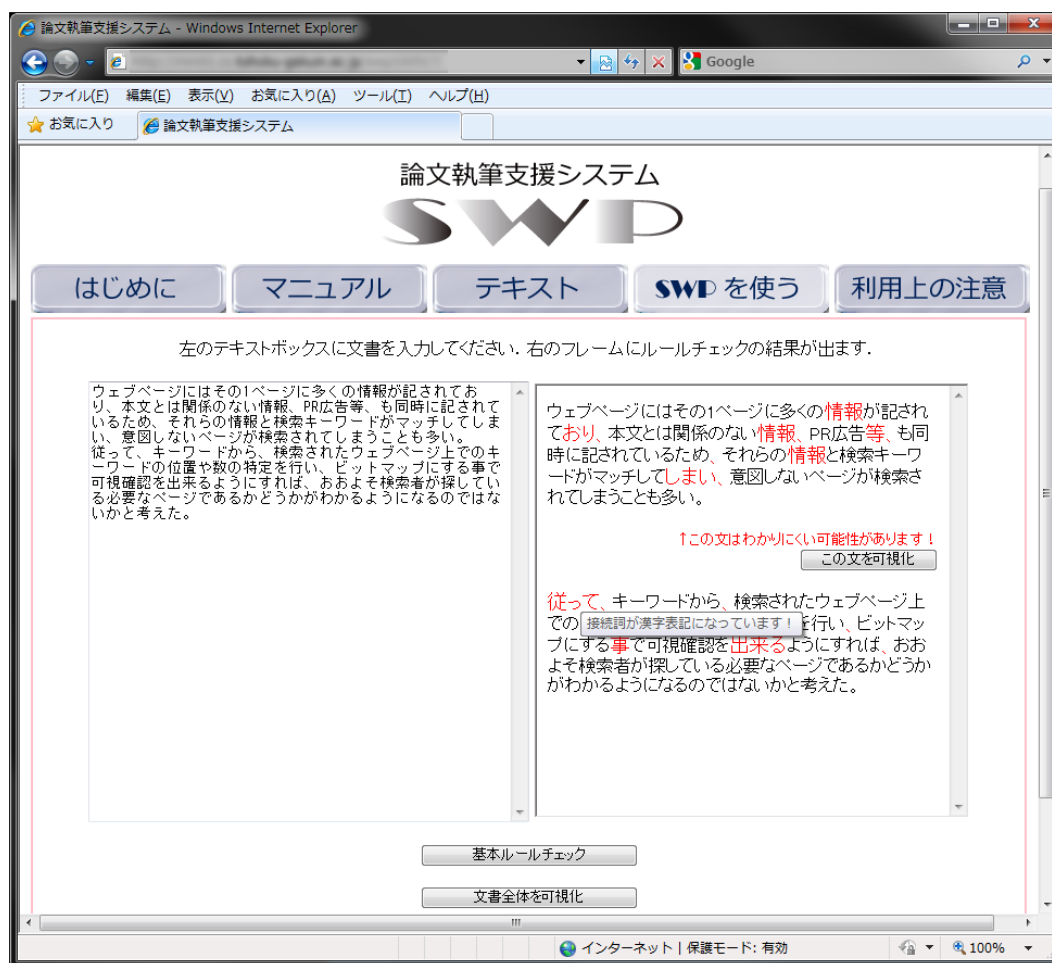 論文執筆支援システム - Windows Internet Explorer
Google
ファイル(F) 編集(E) 表示(V) お気に入り(A) ツール(T) ヘルプ(H)
お気に入り 論文執筆支援システム
論文執筆支援システム
SWP
はじめに マニュアル テキスト SWP を使う 利用上の注意
左のテキストボックスに文書を入力してください. 右のフレームにルールチェックの結果が出ます.
ウェブページにはその1ページに多くの情報が記されてお
り、本文とは関係のない情報、PR広告等、も同時に記されて
いるため、それらの情報と検索キーワードがマッチしてしま
い、意図しないページが検索されてしまうことも多い。
従って、キーワードから、検索されたウェブページ上でのキ
ーワードの位置や数の特定を行い、ビットマップにする事で
可視確認を出来るようにすれば、おおよそ検索者が探してい
る必要なページであるかどうかがわかるようになるのではな
いかと考えた。
ウェブページにはその1ページに多くの情報が記され
ており、本文とは関係のない情報、PR広告等、も同
時に記されているため、それらの情報と検索キーワ
ードがマッチしてしまい、意図しないページが検索さ
れてしまうことも多い。
↑この文はわかりにくい可能性があります！
この文を可視化
従って、キーワードから、検索されたウェブページ上
での 接続詞が漢字表記になっています！ を行い、ビットマッ
プにする事で可視確認を出来るようにすれば、おお
よそ検索者が探している必要なページであるかどうか
がわかるようになるのではないかと考えた。
基本ルールチェック
文書全体を可視化
インターネット | 保護モード: 有効 100%